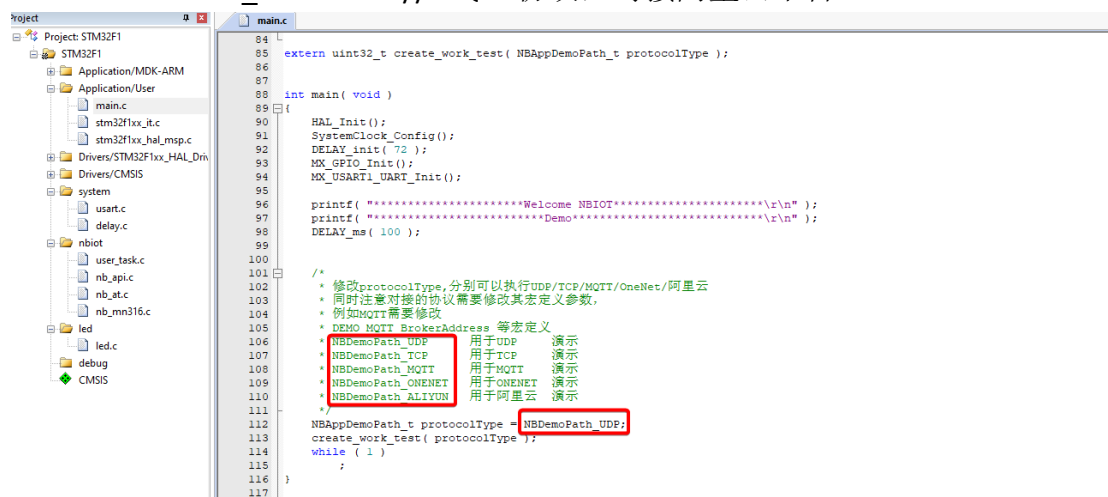 Project
main.c
Project: STM32F1
STM32F1
Application/MDK-ARM
Application/User
main.c
stm32f1xx_it.c
stm32f1xx_hal_msp.c
Drivers/STM32F1xx_HAL_Driv
Drivers/CMSIS
system
usart.c
delay.c
nbiot
user_task.c
nb_api.c
nb_at.c
nb_mn316.c
led
led.c
debug
CMSIS
84
85 extern uint32_t create_work_test( NBAppDemoPath_t protocolType );
86
87
88 int main( void )
89 {
90 HAL_Init();
91 SystemClock_Config();
92 DELAY_init( 72 );
93 MX_GPIO_Init();
94 MX_USART1_UART_Init();
95
96 printf( "***********************Welcome NBIOT***********************\r\n" );
97 printf( "**************************Demo*****************************\r\n" );
98 DELAY_ms( 100 );
99
100
101 /*
102 * 修改protocolType,分别可以执行UDP/TCP/MQTT/OneNet/阿里云
103 * 同时注意对接的协议需要修改其宏定义参数,
104 * 例如MQTT需要修改
105 * DEMO_MQTT_BrokerAddress 等宏定义
106 * NBDemoPath_UDP 用于UDP 演示
107 * NBDemoPath_TCP 用于TCP 演示
108 * NBDemoPath_MQTT 用于MQTT 演示
109 * NBDemoPath_ONENET 用于ONENET 演示
110 * NBDemoPath_ALIYUN 用于阿里云 演示
111 */
112 NBAppDemoPath_t protocolType = NBDemoPath_UDP;
113 create_work_test( protocolType );
114 while ( 1 )
115 ;
116 }
117